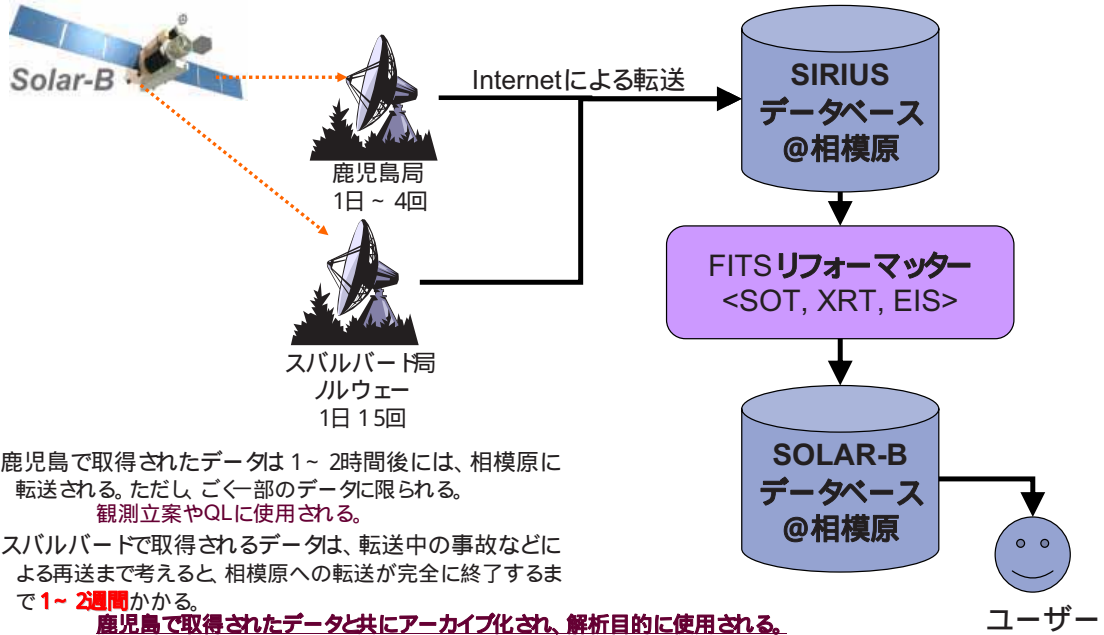 Solar-B
Internetによる転送
SIRIUS
データベース
@相模原
鹿児島局
1日 ~ 4回
FITSリフォーマッター
<SOT, XRT, EIS>
スバルバード局
ノルウェー
1日 15回
SOLAR-B
データベース
@相模原
鹿児島で取得されたデータは 1~ 2時間後には、相模原に
転送される。ただし、ごく一部のデータに限られる。
観測立案やQLに使用される。
スバルバードで取得されるデータは、転送中の事故などに
よる再送まで考えると、相模原への転送が完全に終了するま
で 1~ 2週間かかる。
鹿児島で取得されたデータと共にアーカイブ化され、解析目的に使用される。
ユーザー